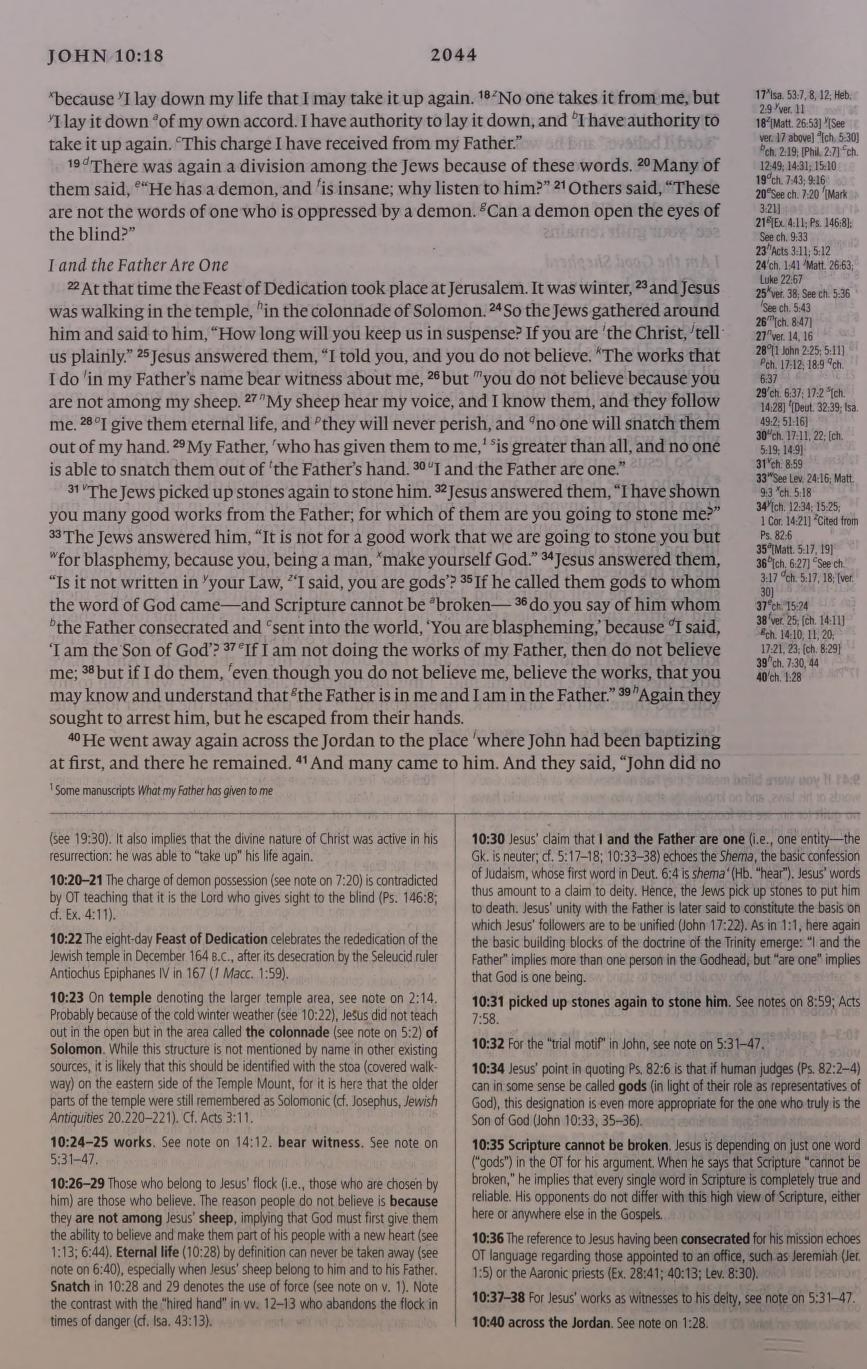 JOHN 10:18
2044
x because y I lay down my life that I may take it up again. 18 z No one takes it from me, but
y I lay it down a of my own accord. I have authority to lay it down, and b I have authority to
take it up again. c This charge I have received from my Father.”
19 d There was again a division among the Jews because of these words. 20 Many of
them said, e “He has a demon, and f is insane; why listen to him?” 21 Others said, “These
are not the words of one who is oppressed by a demon. g Can a demon open the eyes of
the blind?”
I and the Father Are One
22 At that time the Feast of Dedication took place at Jerusalem. It was winter, 23 and Jesus
was walking in the temple, h in the colonnade of Solomon. 24 So the Jews gathered around
him and said to him, “How long will you keep us in suspense? If you are i the Christ, j tell
us plainly.” 25 Jesus answered them, “I told you, and you do not believe. k The works that
I do l in my Father’s name bear witness about me, 26 but m you do not believe because you
are not among my sheep. 27 n My sheep hear my voice, and I know them, and they follow
me. 28 o I give them eternal life, and p they will never perish, and q no one will snatch them
out of my hand. 29 My Father, r who has given them to me, 1 s is greater than all, and no one
is able to snatch them out of t the Father’s hand. 30 u I and the Father are one.”
31 v The Jews picked up stones again to stone him. 32 Jesus answered them, “I have shown
you many good works from the Father; for which of them are you going to stone me?”
33 The Jews answered him, “It is not for a good work that we are going to stone you but
w for blasphemy, because you, being a man, x make yourself God.” 34 Jesus answered them,
“Is it not written in y your Law, z ‘I said, you are gods’? 35 If he called them gods to whom
the word of God came—and Scripture cannot be a broken— 36 do you say of him whom
b the Father consecrated and c sent into the world, ‘You are blaspheming,’ because d I said,
‘I am the Son of God’? 37 e If I am not doing the works of my Father, then do not believe
me; 38 but if I do them, f even though you do not believe me, believe the works, that you
may know and understand that g the Father is in me and I am in the Father.” 39 h Again they
sought to arrest him, but he escaped from their hands.
40 He went away again across the Jordan to the place i where John had been baptizing
at first, and there he remained. 41 And many came to him. And they said, “John did no
1 Some manuscripts What my Father has given to me
17 x Isa. 53:7, 8, 12; Heb.
2:9 y ver. 11
18 z [Matt. 26:53] y [See
ver. 17 above] a [ch. 5:30]
b ch. 2:19; [Phil. 2:7] c ch.
12:49; 14:31; 15:10
19 d ch. 7:43; 9:16
20 e See ch. 7:20 f [Mark
3:21]
21 g [Ex. 4:11; Ps. 146:8];
See ch. 9:33
23 h Acts 3:11; 5:12
24 i ch. 1:41 j Matt. 26:63;
Luke 22:67
25 k ver. 38; See ch. 5:36
l See ch. 5:43
26 m [ch. 8:47]
27 n ver. 14, 16
28 o [1 John 2:25; 5:11]
p ch. 17:12; 18:9 q ch.
6:37
29 r ch. 6:37; 17:2 s [ch.
14:28] t [Deut. 32:39; Isa.
49:2; 51:16]
30 u ch. 17:11, 22; [ch.
5:19; 14:9]
31 v ch. 8:59
33 w See Lev. 24:16; Matt.
9:3 x ch. 5:18
34 y [ch. 12:34; 15:25;
1 Cor. 14:21] z Cited from
Ps. 82:6
35 a [Matt. 5:17, 19]
36 b [ch. 6:27] c See ch.
3:17 d ch. 5:17, 18; [ver.
30]
37 e ch. 15:24
38 f ver. 25; [ch. 14:11]
g ch. 14:10, 11, 20;
17:21, 23; [ch. 8:29]
39 h ch. 7:30, 44
40 i ch. 1:28
(see 19:30). It also implies that the divine nature of Christ was active in his
resurrection: he was able to “take up” his life again.
10:20–21 The charge of demon possession (see note on 7:20) is contradicted
by OT teaching that it is the Lord who gives sight to the blind (Ps. 146:8;
cf. Ex. 4:11).
10:22 The eight-day Feast of Dedication celebrates the rededication of the
Jewish temple in December 164 B.C., after its desecration by the Seleucid ruler
Antiochus Epiphanes IV in 167 (1 Macc. 1:59).
10:23 On temple denoting the larger temple area, see note on 2:14.
Probably because of the cold winter weather (see 10:22), Jesus did not teach
out in the open but in the area called the colonnade (see note on 5:2) of
Solomon. While this structure is not mentioned by name in other existing
sources, it is likely that this should be identified with the stoa (covered walk-
way) on the eastern side of the Temple Mount, for it is here that the older
parts of the temple were still remembered as Solomonic (cf. Josephus, Jewish
Antiquities 20.220–221). Cf. Acts 3:11.
10:24–25 works. See note on 14:12. bear witness. See note on
5:31–47.
10:26–29 Those who belong to Jesus’ flock (i.e., those who are chosen by
him) are those who believe. The reason people do not believe is because
they are not among Jesus’ sheep, implying that God must first give them
the ability to believe and make them part of his people with a new heart (see
1:13; 6:44). Eternal life (10:28) by definition can never be taken away (see
note on 6:40), especially when Jesus’ sheep belong to him and to his Father.
Snatch in 10:28 and 29 denotes the use of force (see note on v. 1). Note
the contrast with the “hired hand” in vv. 12–13 who abandons the flock in
times of danger (cf. Isa. 43:13).
10:30 Jesus’ claim that I and the Father are one (i.e., one entity—the
Gk. is neuter; cf. 5:17–18; 10:33–38) echoes the Shema, the basic confession
of Judaism, whose first word in Deut. 6:4 is shema‘ (Hb. “hear”). Jesus’ words
thus amount to a claim to deity. Hence, the Jews pick up stones to put him
to death. Jesus’ unity with the Father is later said to constitute the basis on
which Jesus’ followers are to be unified (John 17:22). As in 1:1, here again
the basic building blocks of the doctrine of the Trinity emerge: “I and the
Father” implies more than one person in the Godhead, but “are one” implies
that God is one being.
10:31 picked up stones again to stone him. See notes on 8:59; Acts
7:58.
10:32 For the “trial motif” in John, see note on 5:31–47.
10:34 Jesus’ point in quoting Ps. 82:6 is that if human judges (Ps. 82:2–4)
can in some sense be called gods (in light of their role as representatives of
God), this designation is even more appropriate for the one who truly is the
Son of God (John 10:33, 35–36).
10:35 Scripture cannot be broken. Jesus is depending on just one word
(“gods”) in the OT for his argument. When he says that Scripture “cannot be
broken,” he implies that every single word in Scripture is completely true and
reliable. His opponents do not differ with this high view of Scripture, either
here or anywhere else in the Gospels.
10:36 The reference to Jesus having been consecrated for his mission echoes
OT language regarding those appointed to an office, such as Jeremiah (Jer.
1:5) or the Aaronic priests (Ex. 28:41; 40:13; Lev. 8:30).
10:37–38 For Jesus’ works as witnesses to his deity, see note on 5:31–47.
10:40 across the Jordan. See note on 1:28.